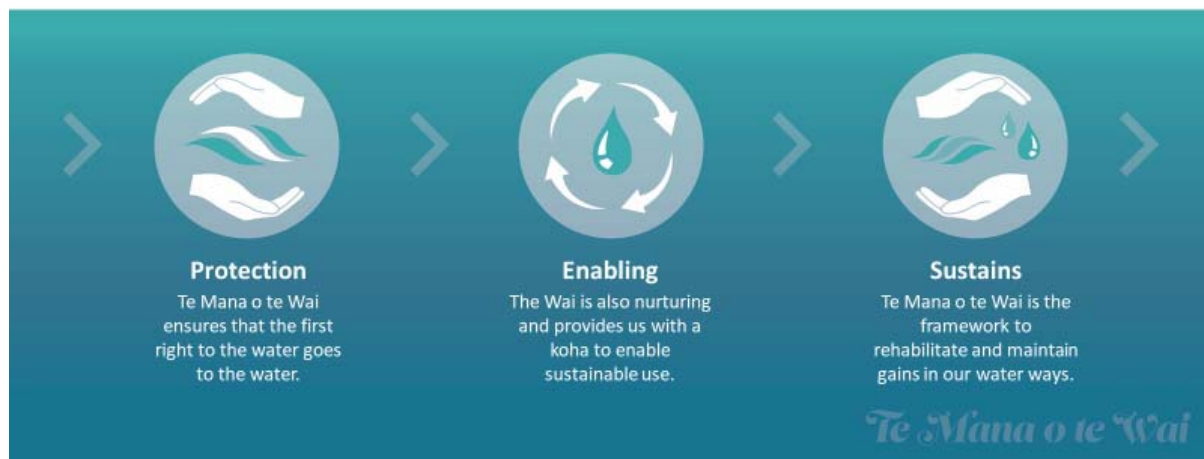 Protection
Te Mana o te Wai
ensures that the first
right to the water goes
to the water.
Enabling
The Wai is also nurturing
and provides us with a
koha to enable
sustainable use.
Sustains
Te Mana o te Wai is the
framework to
rehabilitate and maintain
gains in our water ways.
Te Mana o te Wai